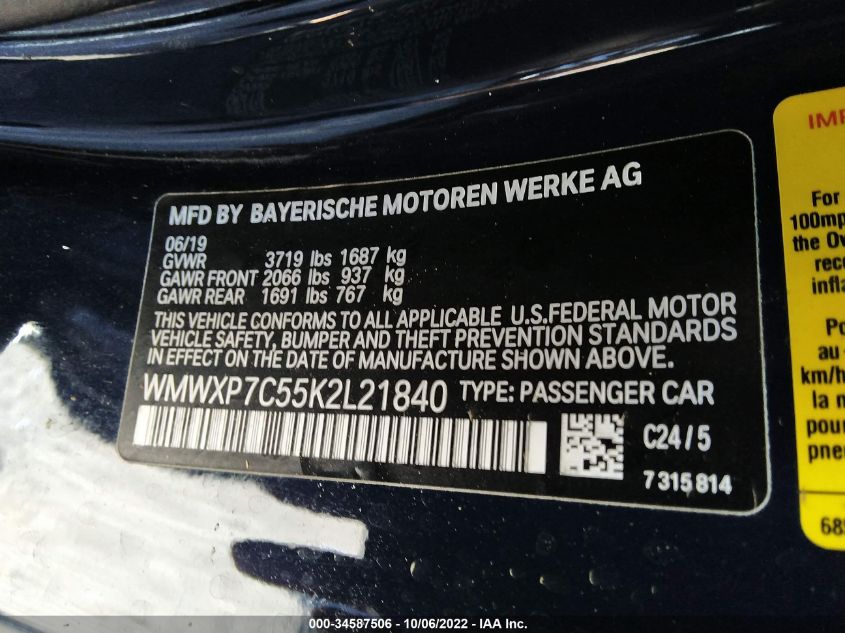 MFD BY BAYERISCHE MOTOREN WERKE AG
06/19
GVWR 3719 lbs 1687 kg
GAWR FRONT 2066 lbs 937 kg
GAWR REAR 1691 lbs 767 kg
THIS VEHICLE CONFORMS TO ALL APPLICABLE U.S.FEDERAL MOTOR
VEHICLE SAFETY, BUMPER AND THEFT PREVENTION STANDARDS
IN EFFECT ON THE DATE OF MANUFACTURE SHOWN ABOVE.
WMWXP7C55K2L21840 TYPE: PASSENGER CAR
C24/5
7315814
For
100mp
the Ov
reco
infla
Po
au
km/h
la n
pour
pne
000-34587506 - 10/06/2022 - IAA Inc.